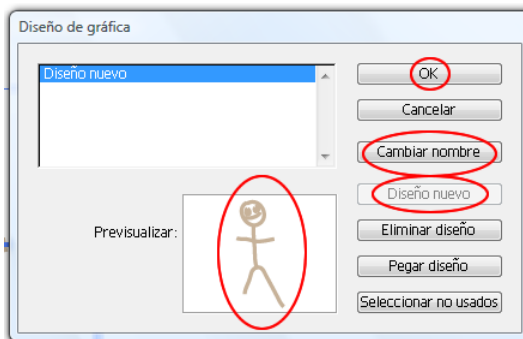 Diseño de gráfica
Diseño nuevo
OK
Cancelar
Cambiar nombre
Diseño nuevo
Previsualizar:
Eliminar diseño
Pegar diseño
Seleccionar no usados